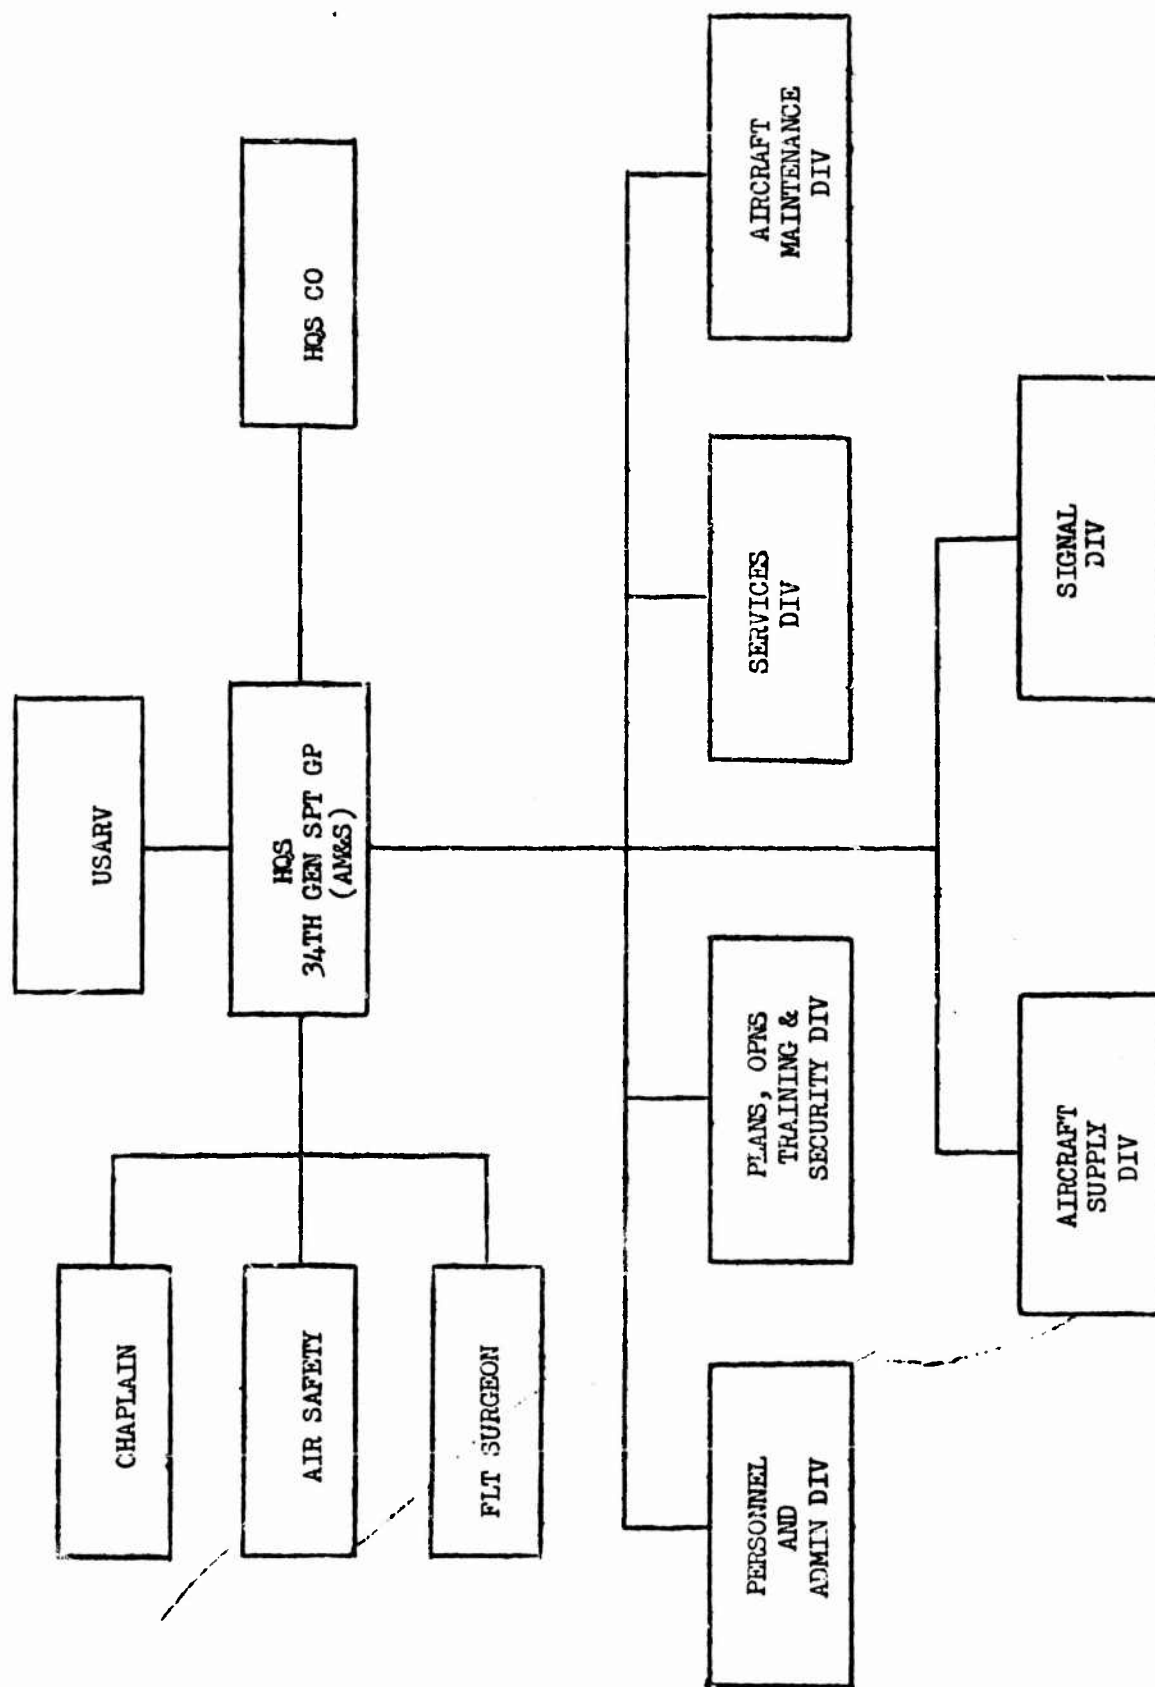 USARV
HQS
34TH GEN SPT GP
(AM&S)
HQS CO
CHAPLAIN
AIR SAFETY
FLT SURGEON
PERSONNEL
AND
ADMIN DIV
PLANS, OPNS
TRAINING &
SECURITY DIV
SERVICES
DIV
AIRCRAFT
MAINTENANCE
DIV
AIRCRAFT
SUPPLY
DIV
SIGNAL
DIV